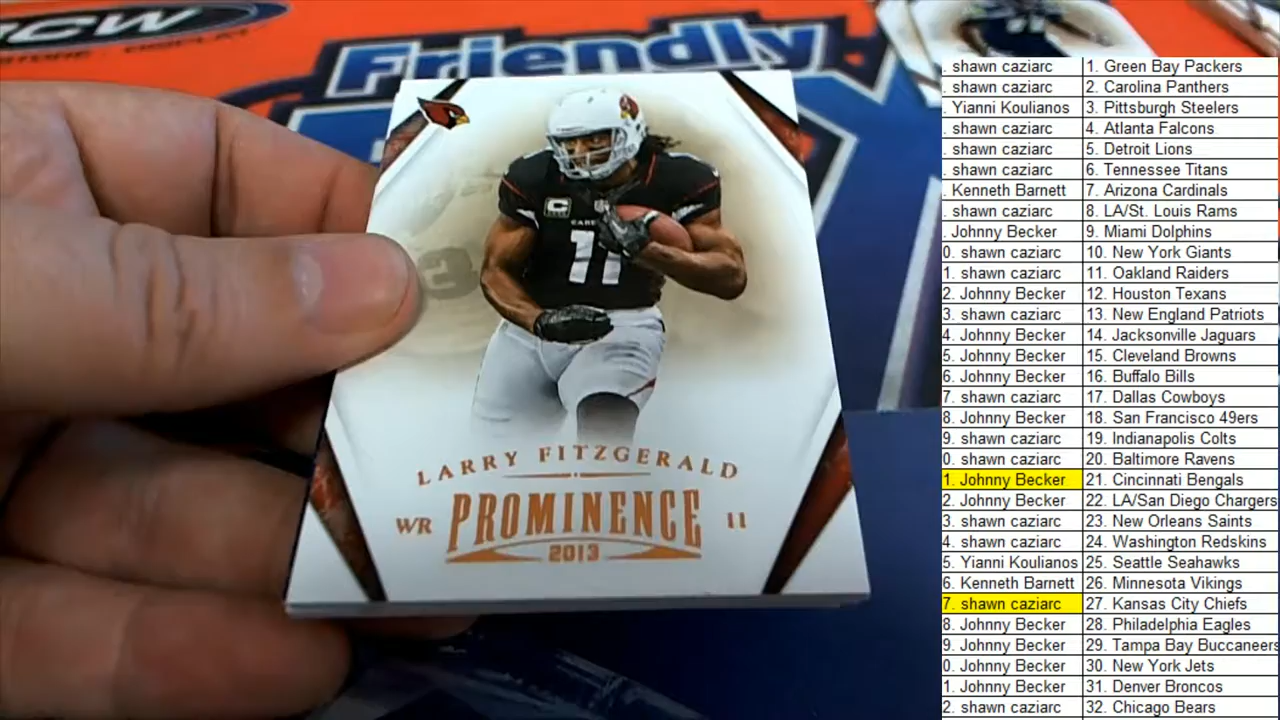 CW
STORE DISPLAY
Friendly
C
CARD
11
3
LARRY FITZGERALD
WR PROMINENCE 11
2013
. shawn caziarc 1. Green Bay Packers
. shawn caziarc 2. Carolina Panthers
. Yianni Koulianos 3. Pittsburgh Steelers
. shawn caziarc 4. Atlanta Falcons
. shawn caziarc 5. Detroit Lions
. shawn caziarc 6. Tennessee Titans
. Kenneth Barnett 7. Arizona Cardinals
. shawn caziarc 8. LA/St. Louis Rams
. Johnny Becker 9. Miami Dolphins
0. shawn caziarc 10. New York Giants
1. shawn caziarc 11. Oakland Raiders
2. Johnny Becker 12. Houston Texans
3. shawn caziarc 13. New England Patriots
4. Johnny Becker 14. Jacksonville Jaguars
5. Johnny Becker 15. Cleveland Browns
6. Johnny Becker 16. Buffalo Bills
7. shawn caziarc 17. Dallas Cowboys
8. Johnny Becker 18. San Francisco 49ers
9. shawn caziarc 19. Indianapolis Colts
0. shawn caziarc 20. Baltimore Ravens
1. Johnny Becker 21. Cincinnati Bengals
2. Johnny Becker 22. LA/San Diego Chargers
3. shawn caziarc 23. New Orleans Saints
4. shawn caziarc 24. Washington Redskins
5. Yianni Koulianos 25. Seattle Seahawks
6. Kenneth Barnett 26. Minnesota Vikings
7. shawn caziarc 27. Kansas City Chiefs
8. Johnny Becker 28. Philadelphia Eagles
9. Johnny Becker 29. Tampa Bay Buccaneers
0. Johnny Becker 30. New York Jets
1. Johnny Becker 31. Denver Broncos
2. shawn caziarc 32. Chicago Bears